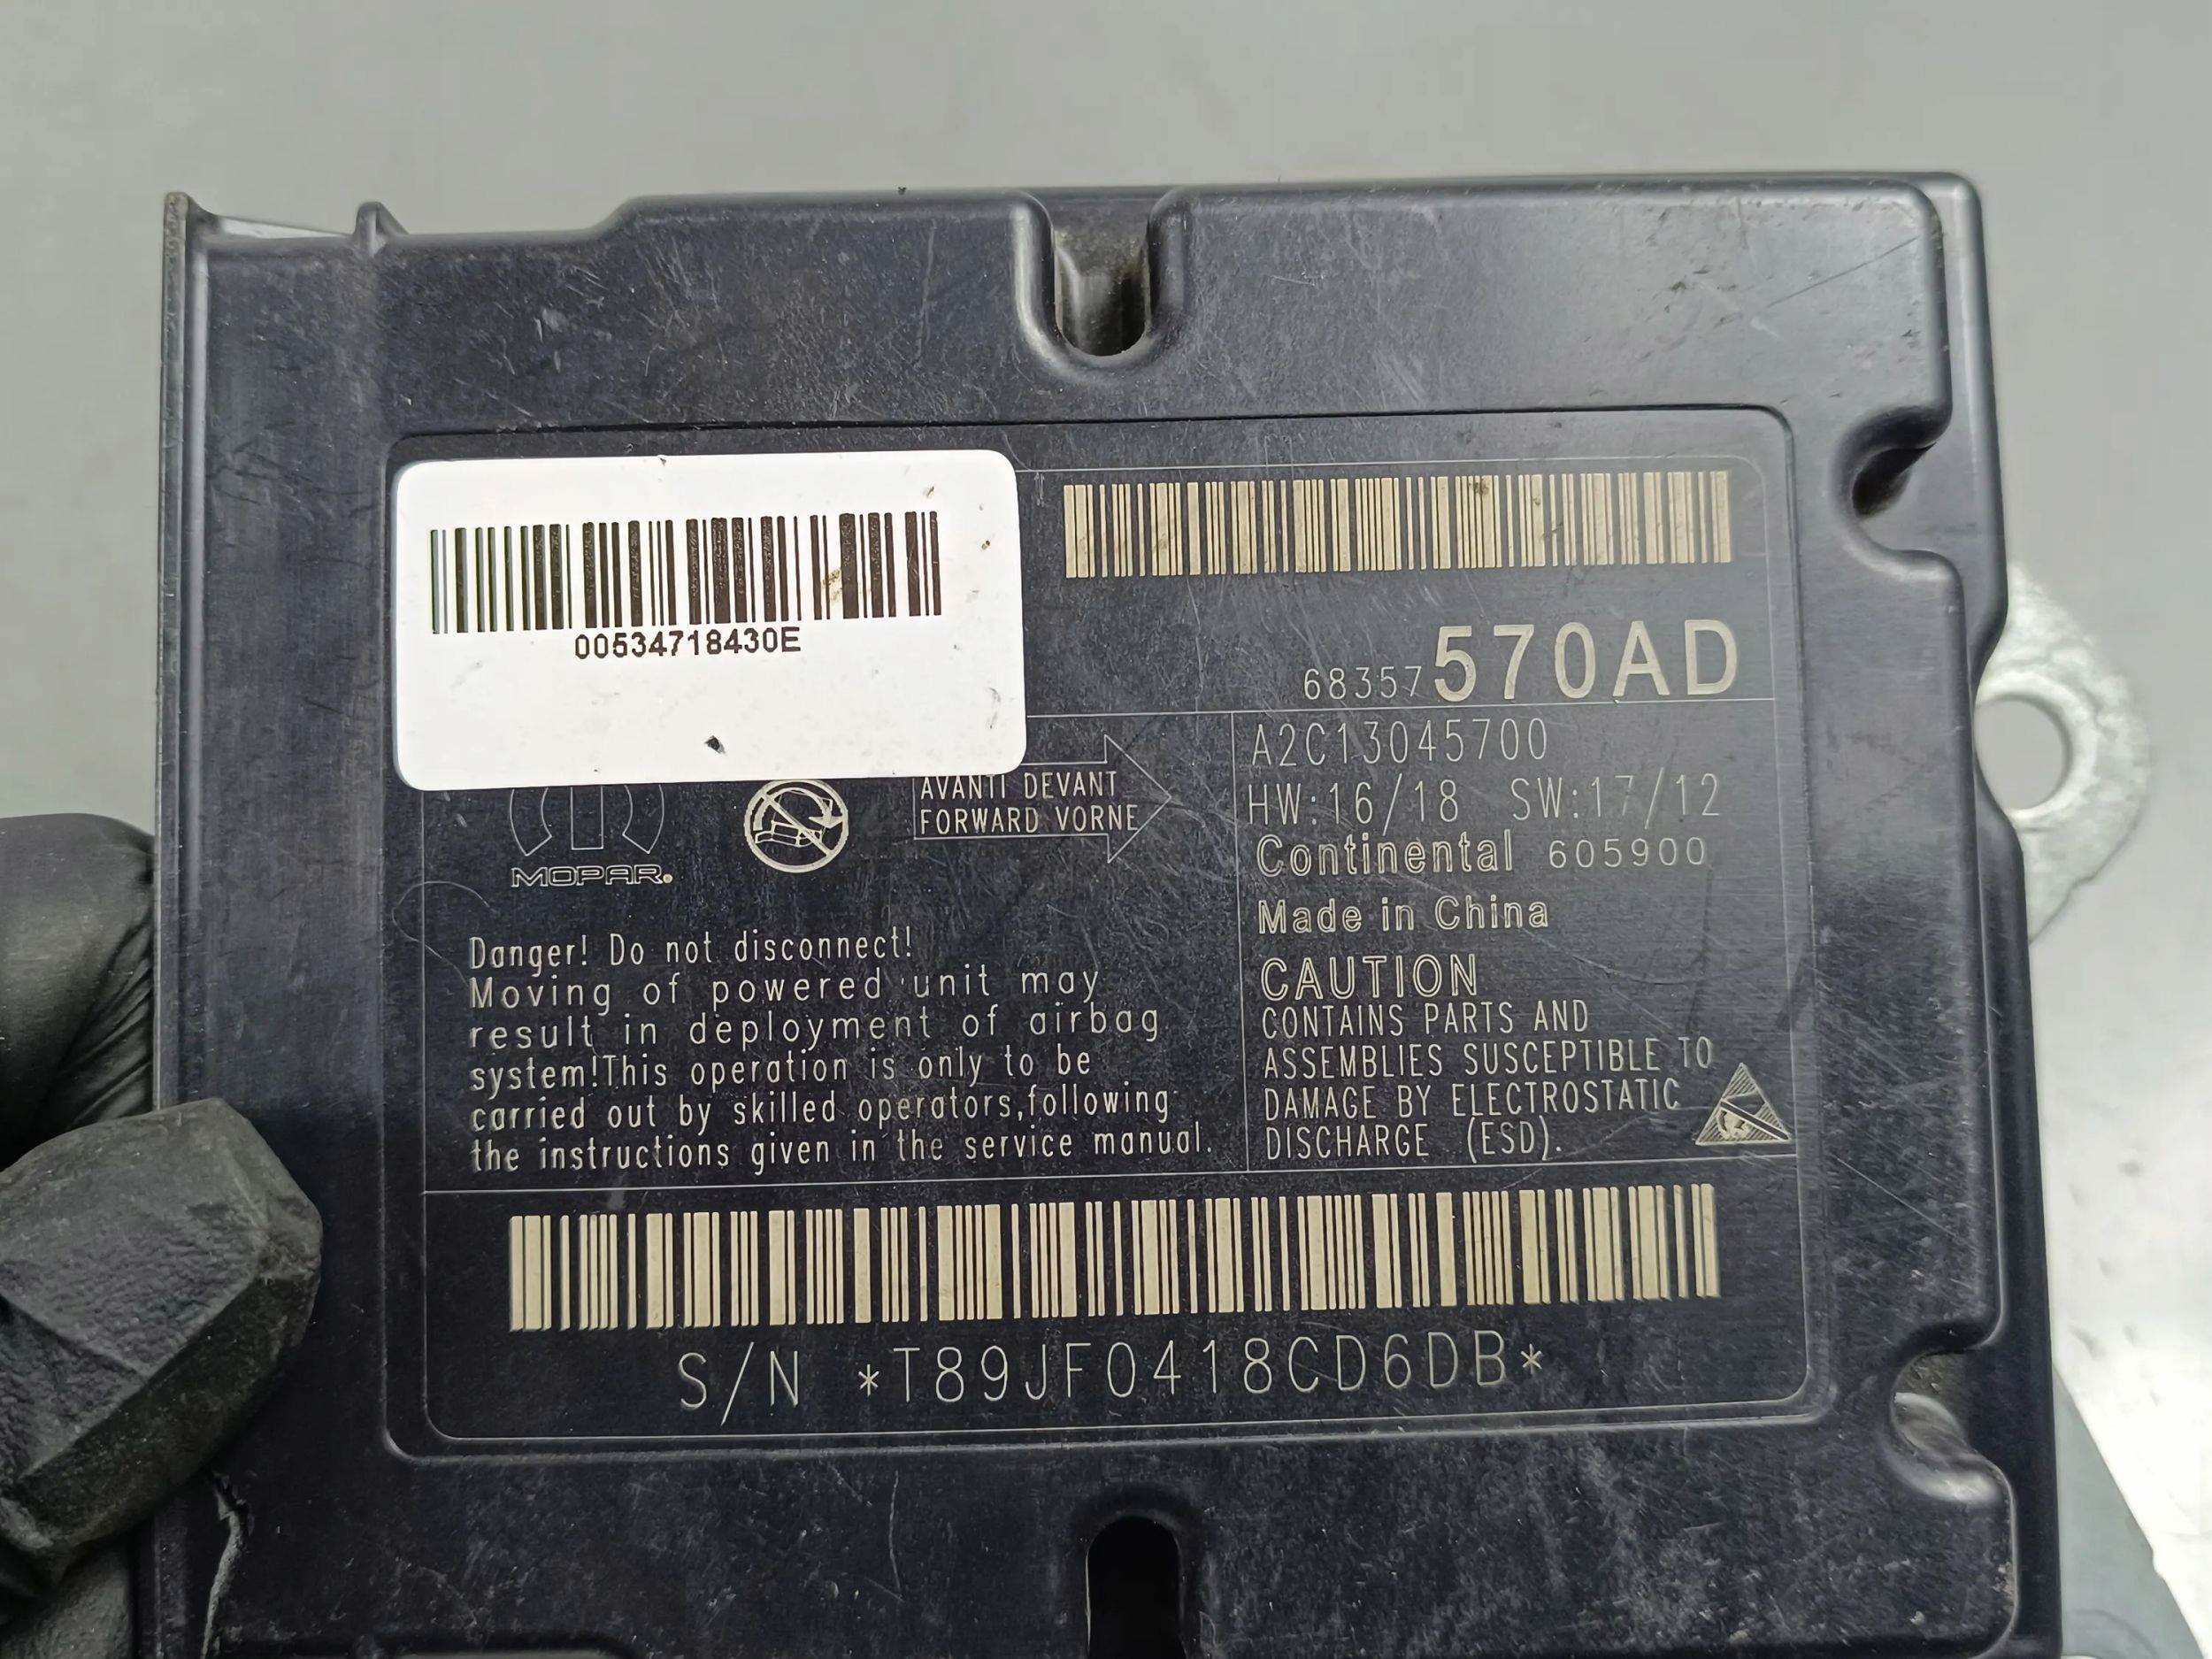 00534718430E
68357570AD
AVANTI DEVANT
FORWARD VORNE
MOPAR.
A2C13045700
HW:16/18 SW:17/12
Continental 605900
Made in China
Danger! Do not disconnect!
Moving of powered unit may
result in deployment of airbag
system!This operation is only to be
carried out by skilled operators,following
the instructions given in the service manual.
CAUTION
CONTAINS PARTS AND
ASSEMBLIES SUSCEPTIBLE TO
DAMAGE BY ELECTROSTATIC
DISCHARGE (ESD).
S/N *T89JF0418CD6DB*